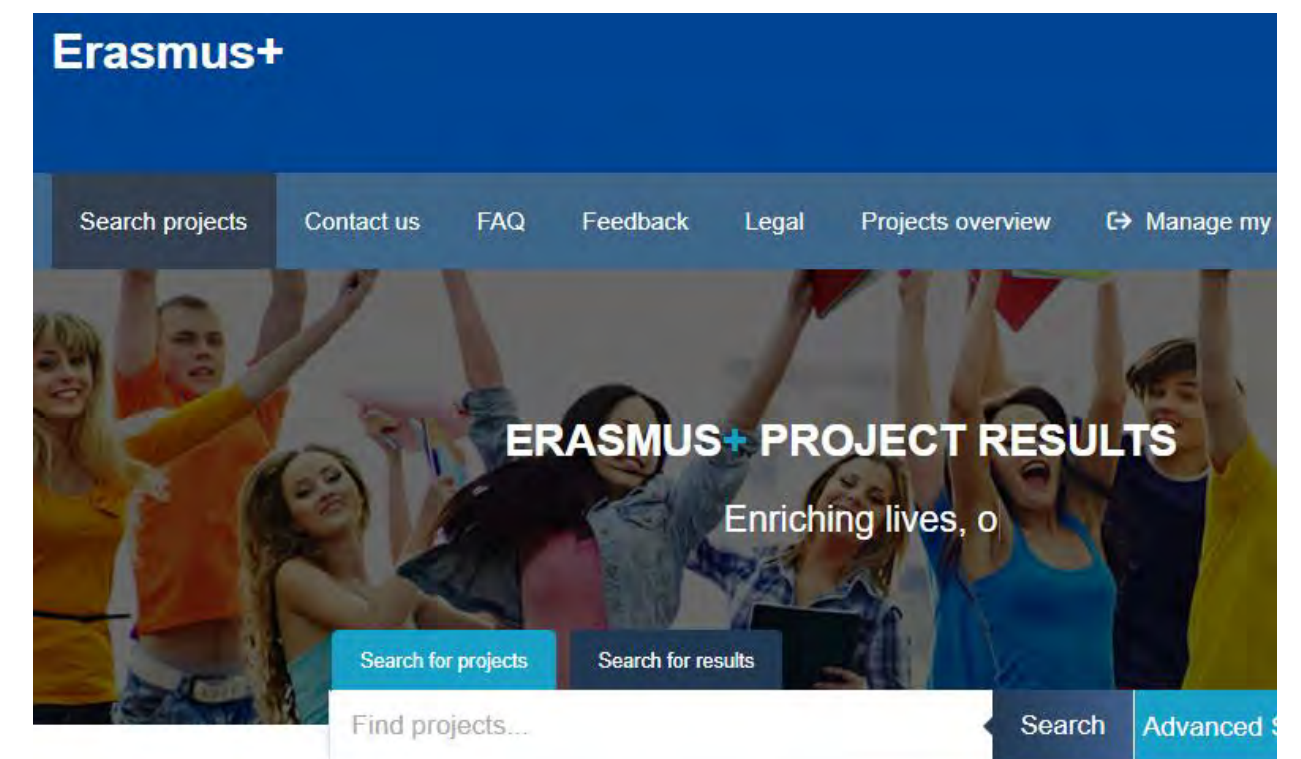 Erasmus+
Search projects Contact us FAQ Feedback Legal Projects overview Manage my
ERASMUS+ PROJECT RESULTS
Enriching lives, o
Search for projects Search for results
Find projects... Search Advanced S